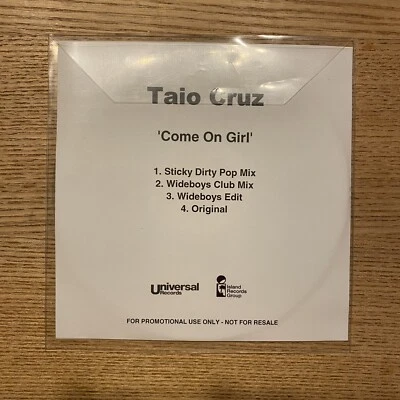 Taio Cruz
'Come On Girl'
1. Sticky Dirty Pop Mix
2. Wideboys Club Mix
3. Wideboys Edit
4. Original
Universal
Records
Island
Records
Group
FOR PROMOTIONAL USE ONLY - NOT FOR RESALE